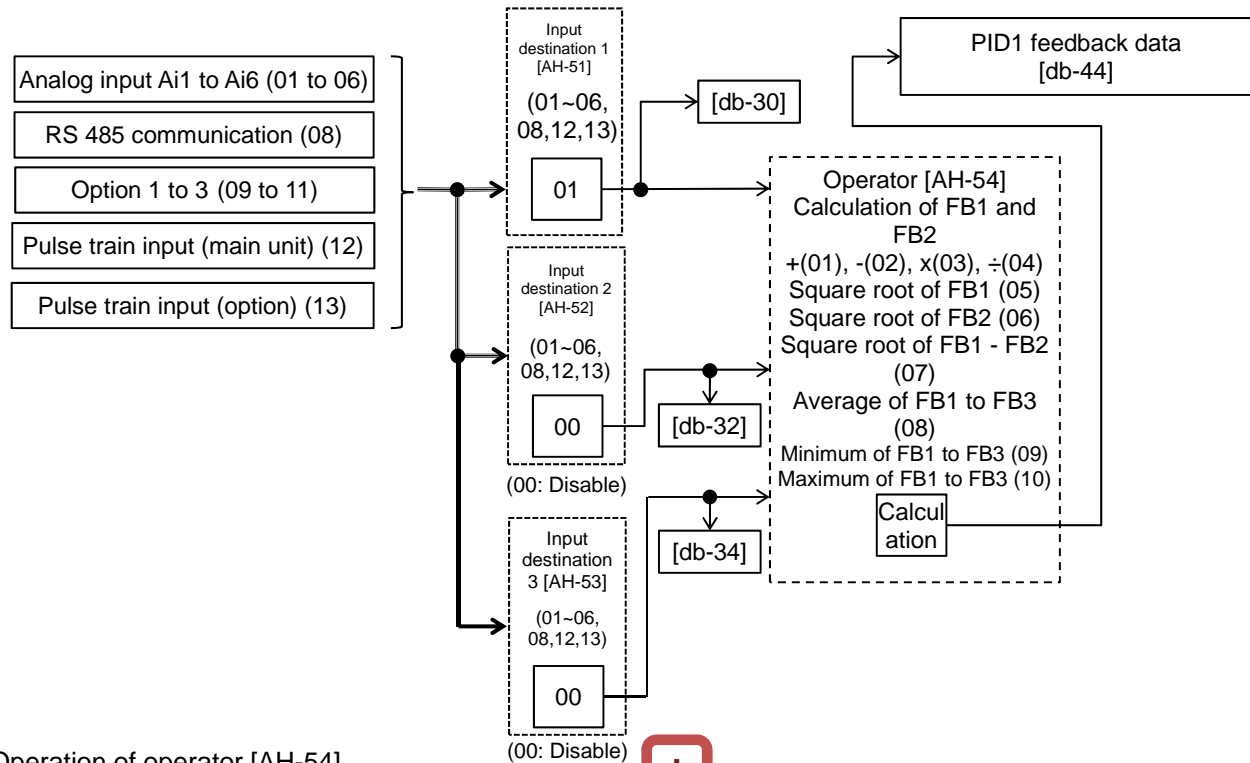 Analog input Ai1 to Ai6 (01 to 06)
RS 485 communication (08)
Option 1 to 3 (09 to 11)
Pulse train input (main unit) (12)
Pulse train input (option) (13)
Input
destination 1
[AH-51]
(01~06,
08,12,13)
01
Input
destination 2
[AH-52]
(01~06,
08,12,13)
00
(00: Disable)
Input
destination
3 [AH-53]
(01~06,
08,12,13)
00
(00: Disable)
[db-30]
[db-32]
[db-34]
Operator [AH-54]
Calculation of FB1 and
FB2
+(01), -(02), x(03), ÷(04)
Square root of FB1 (05)
Square root of FB2 (06)
Square root of FB1 - FB2
(07)
Average of FB1 to FB3
(08)
Minimum of FB1 to FB3 (09)
Maximum of FB1 to FB3 (10)
Calcul
ation
PID1 feedback data
[db-44]
Operation of operator [AH-54]